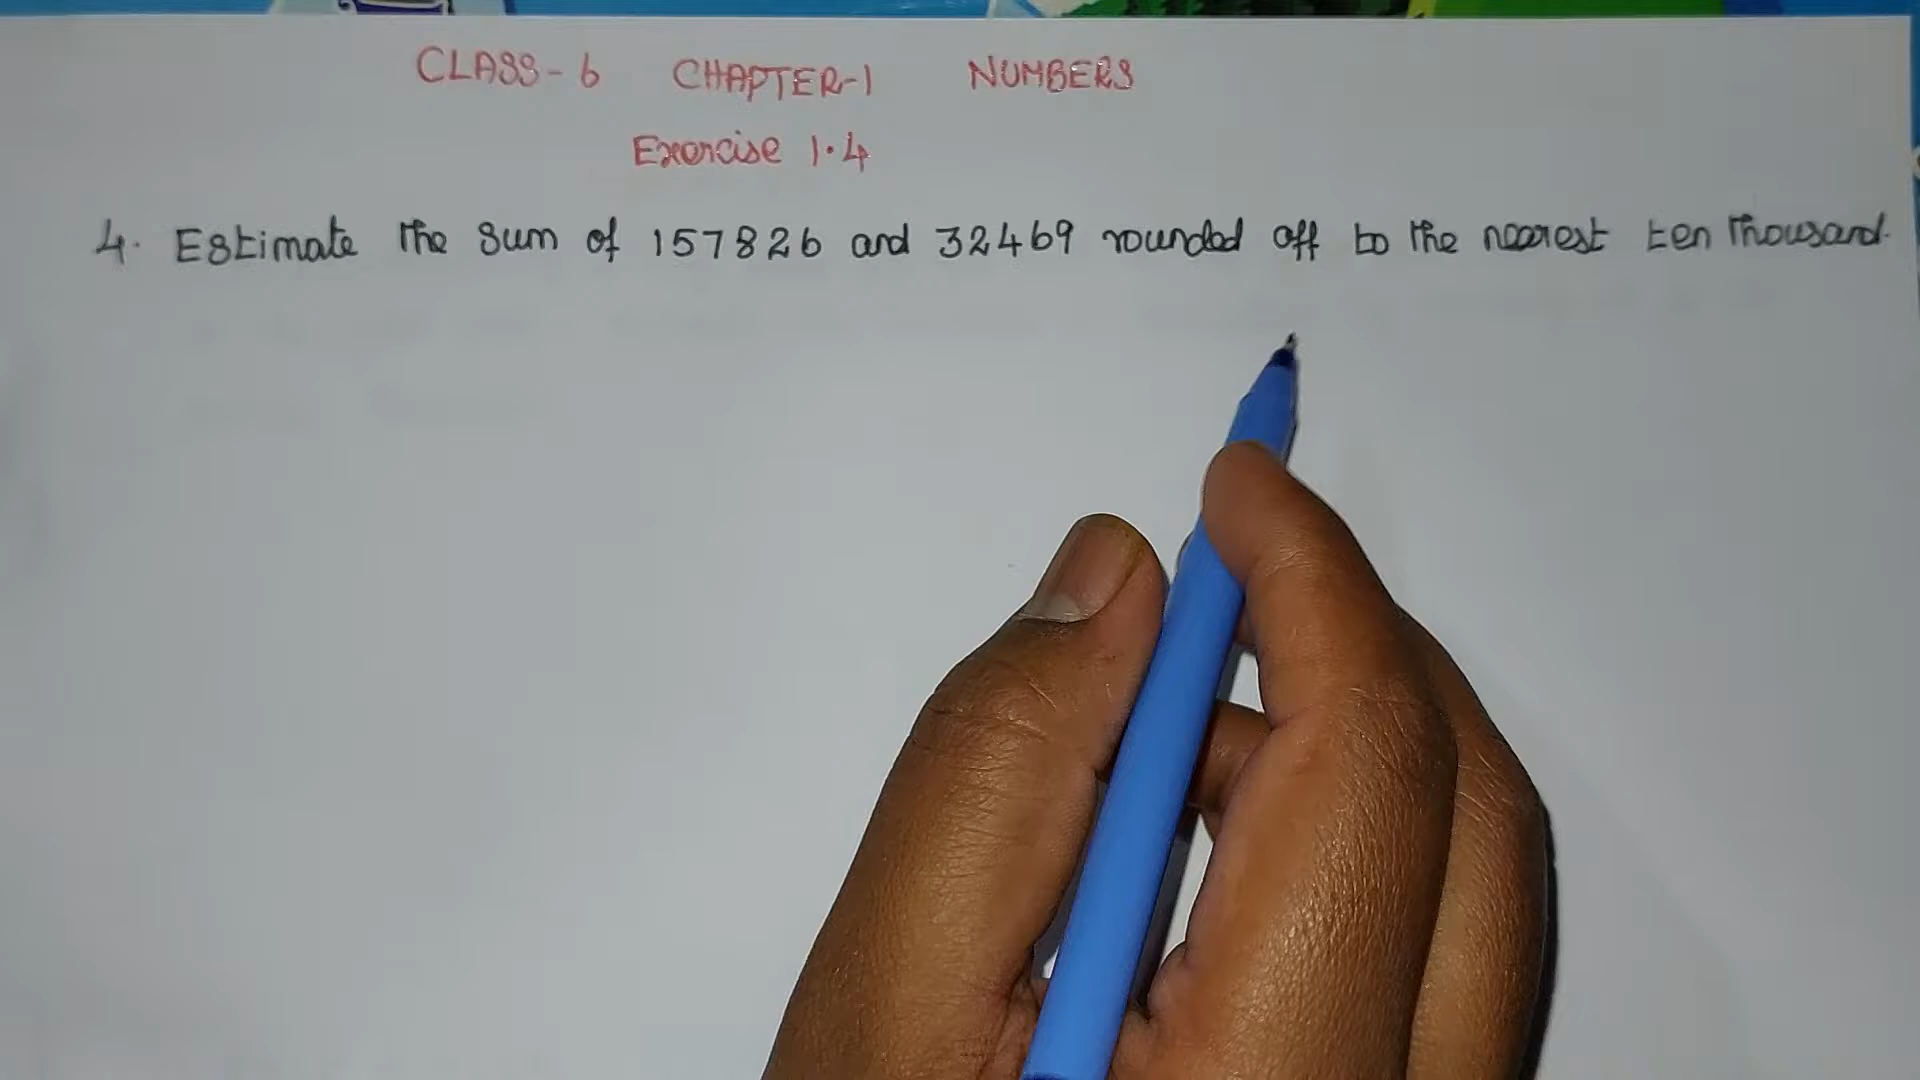 CLASS-6 CHAPTER-1 NUMBERS
Exercise 1.4
4. Estimate the sum of 157826 and 32469 rounded off to the nearest ten thousand.